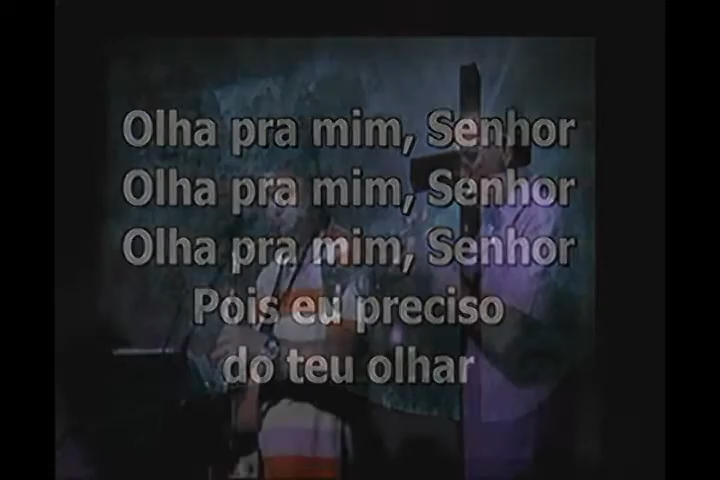 Olha pra mim, Senhor
Olha pra mim, Senhor
Olha pra mim, Senhor
Pois eu preciso
do teu olhar